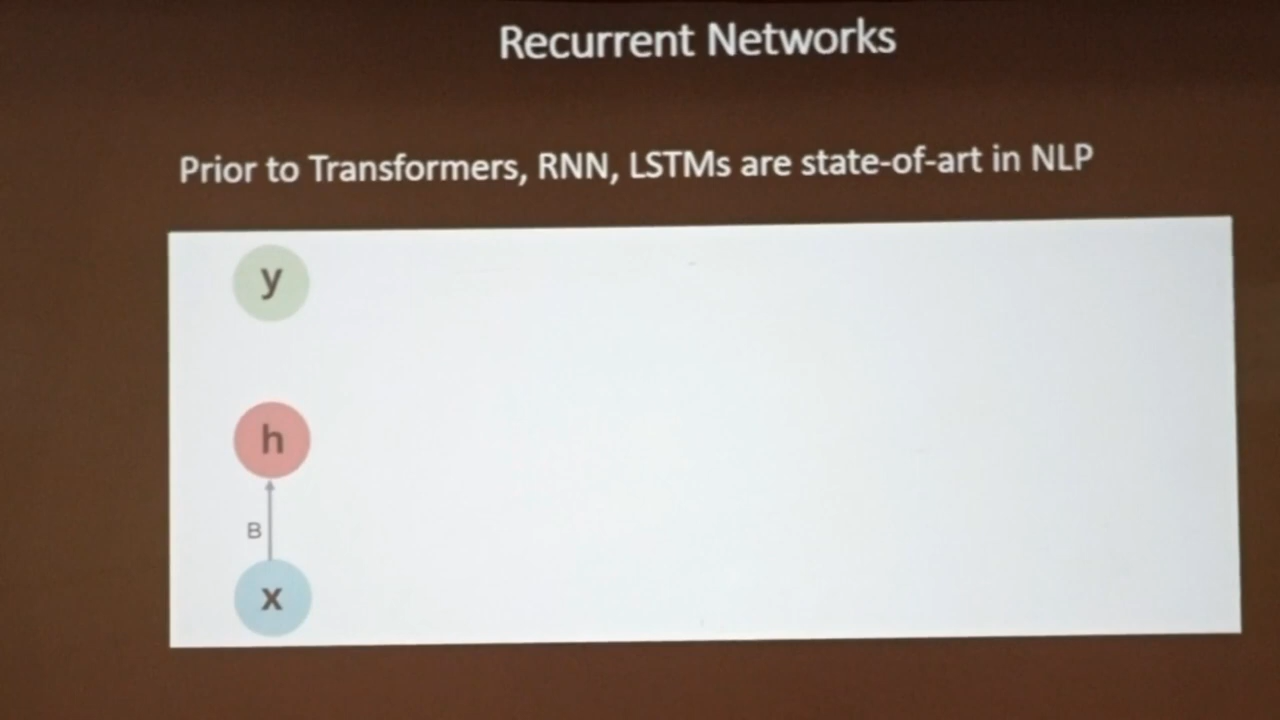 Recurrent Networks
Prior to Transformers, RNN, LSTMs are state-of-art in NLP
y
h
B
x